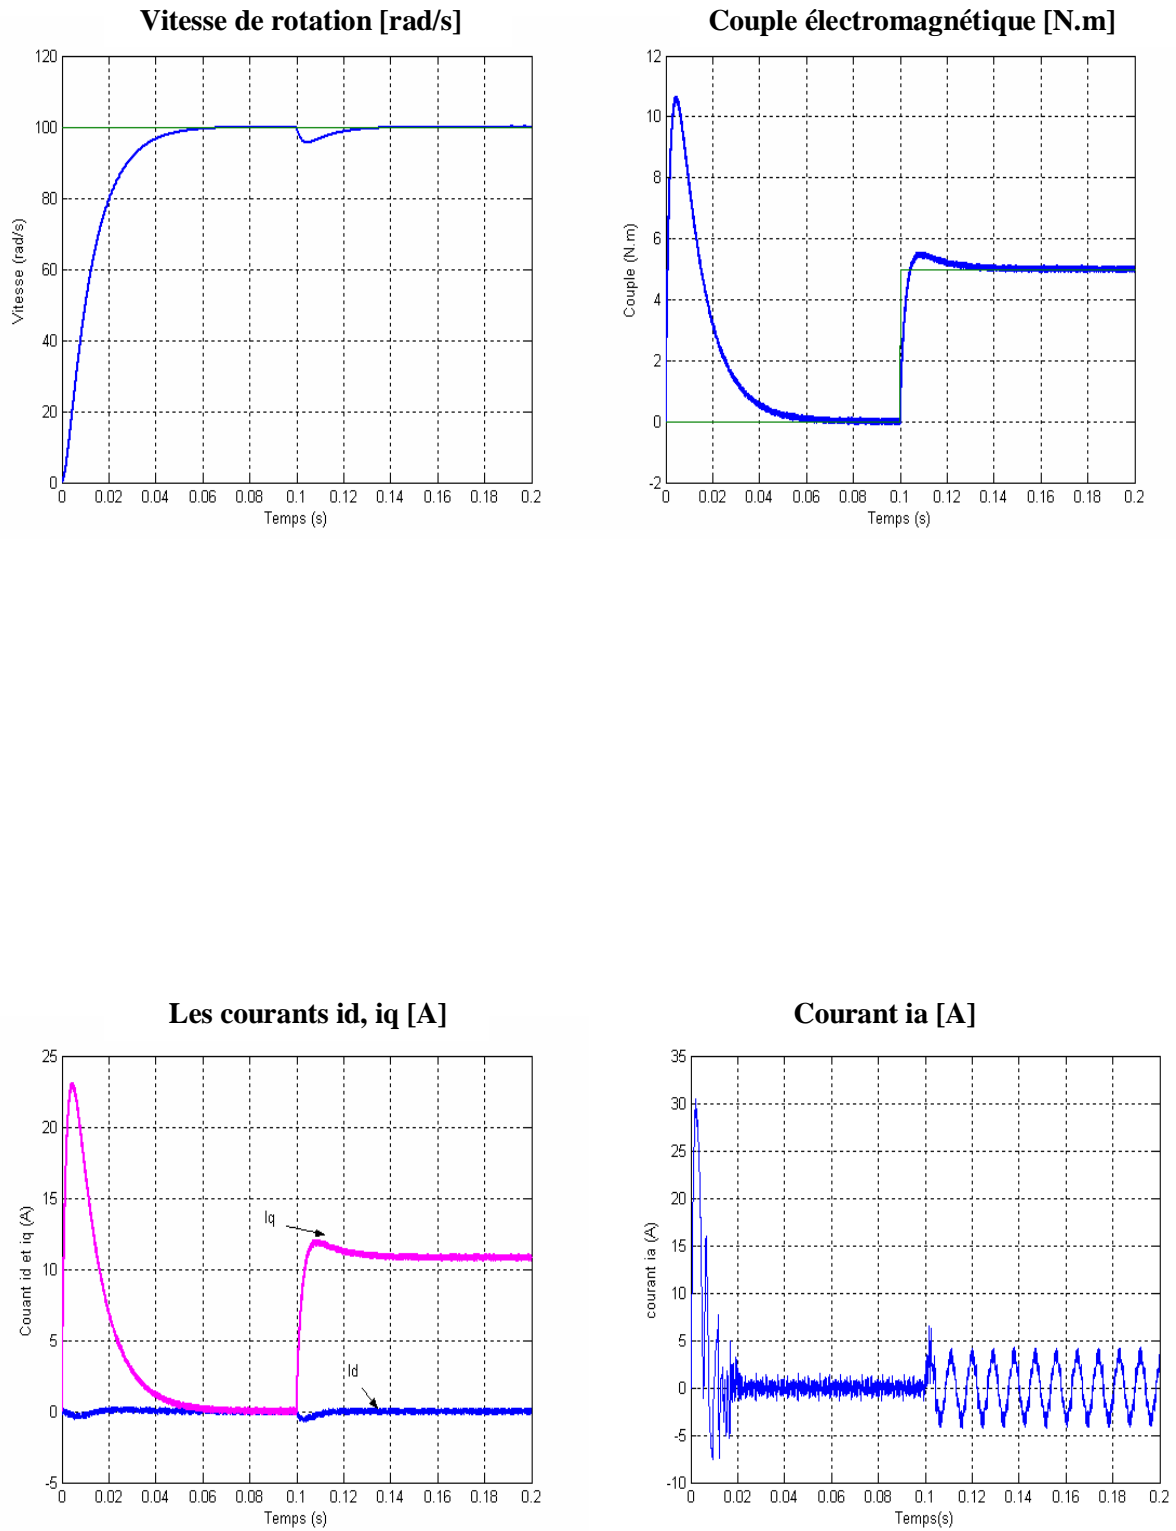 Vitesse de rotation [rad/s]
Couple électromagnétique [N.m]
120
100
80
60
40
20
0
Vitesse (rad/s)
0 0.02 0.04 0.06 0.08 0.1 0.12 0.14 0.16 0.18 0.2
Temps (s)
12
10
8
6
4
2
0
-2
Couple (N.m)
0 0.02 0.04 0.06 0.08 0.1 0.12 0.14 0.16 0.18 0.2
Temps (s)
Les courants id, iq [A]
Courant ia [A]
25
20
15
10
5
0
-5
Couant id et iq (A)
Iq
Id
0 0.02 0.04 0.06 0.08 0.1 0.12 0.14 0.16 0.18 0.2
Temps (s)
35
30
25
20
15
10
5
0
-5
-10
courant ia (A)
0 0.02 0.04 0.06 0.08 0.1 0.12 0.14 0.16 0.18 0.2
Temps(s)